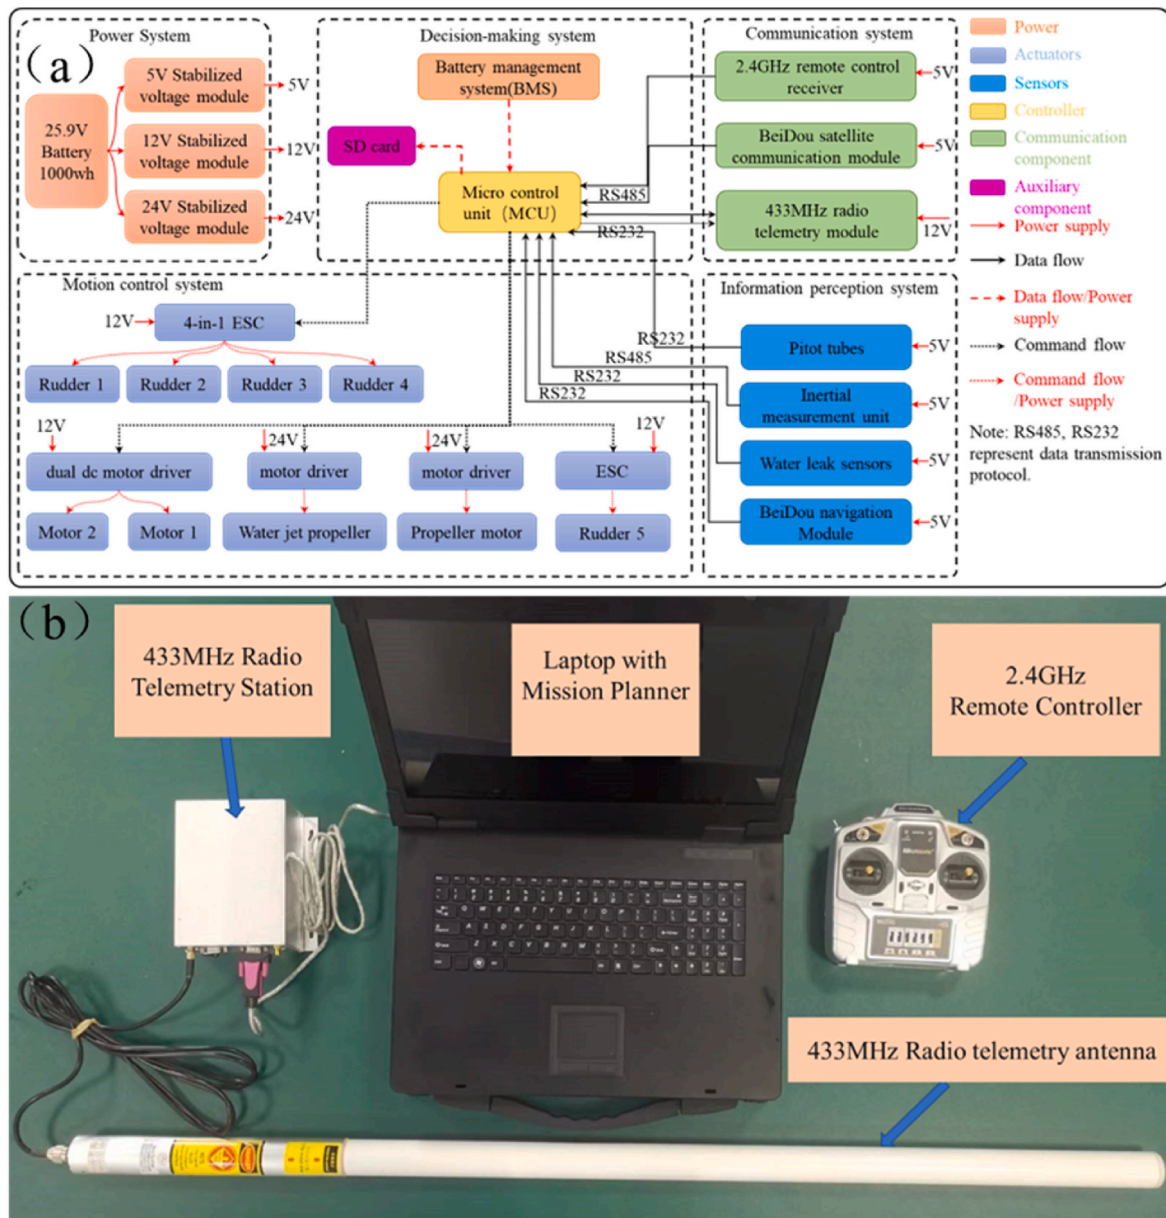 (a)
Power System
5V Stabilized
voltage module
5V
25.9V
Battery
1000wh
12V Stabilized
voltage module
12V
24V Stabilized
voltage module
24V
Decision-making system
Battery management
system(BMS)
SD card
Micro control
unit（MCU）
Communication system
2.4GHz remote control
receiver
5V
BeiDou satellite
communication module
5V
RS485
433MHz radio
telemetry module
RS232
12V
Power
Actuators
Sensors
Controller
Communication
component
Auxiliary
component
Power supply
Data flow
Data flow/Power
supply
Command flow
Command flow
/Power supply
Note: RS485, RS232
represent data transmission
protocol.
Motion control system
12V
4-in-1 ESC
Rudder 1
Rudder 2
Rudder 3
Rudder 4
12V
24V
24V
12V
dual dc motor driver
motor driver
motor driver
ESC
Motor 2
Motor 1
Water jet propeller
Propeller motor
Rudder 5
Information perception system
RS232
Pitot tubes
5V
RS485
Inertial
measurement unit
5V
RS232
Water leak sensors
5V
RS232
BeiDou navigation
Module
5V
(b)
433MHz Radio
Telemetry Station
Laptop with
Mission Planner
2.4GHz
Remote Controller
433MHz Radio telemetry antenna